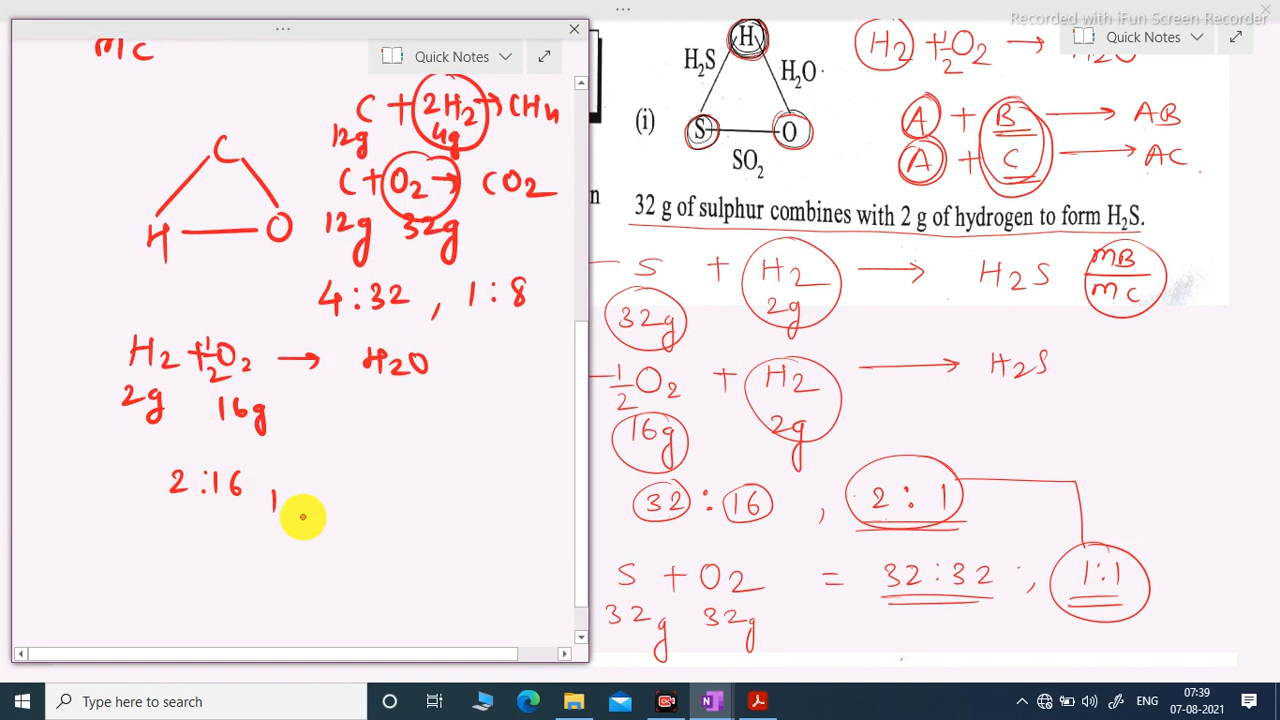 Recorded with iFun Screen Recorder
mc
Quick Notes
C + 2H2 → CH4
12g 4g
C + O2 → CO2
12g 32g
C
H O
4:32 , 1:8
H2 + 1/2 O2 → H2O
2g 16g
2:16 , 1
Quick Notes
H
H2S H2O
(i)
S O
SO2
H2 + 1/2 O2 → H2O
A + B → AB
A + C → AC
n
32 g of sulphur combines with 2 g of hydrogen to form H2S.
S + H2 → H2S mB/mC
32g 2g
1/2 O2 + H2 → H2S
16g 2g
32 : 16 , 2 : 1
S + O2 = 32:32 ; 1:1
32g 32g
Type here to search
ENG
07:39
07-08-2021